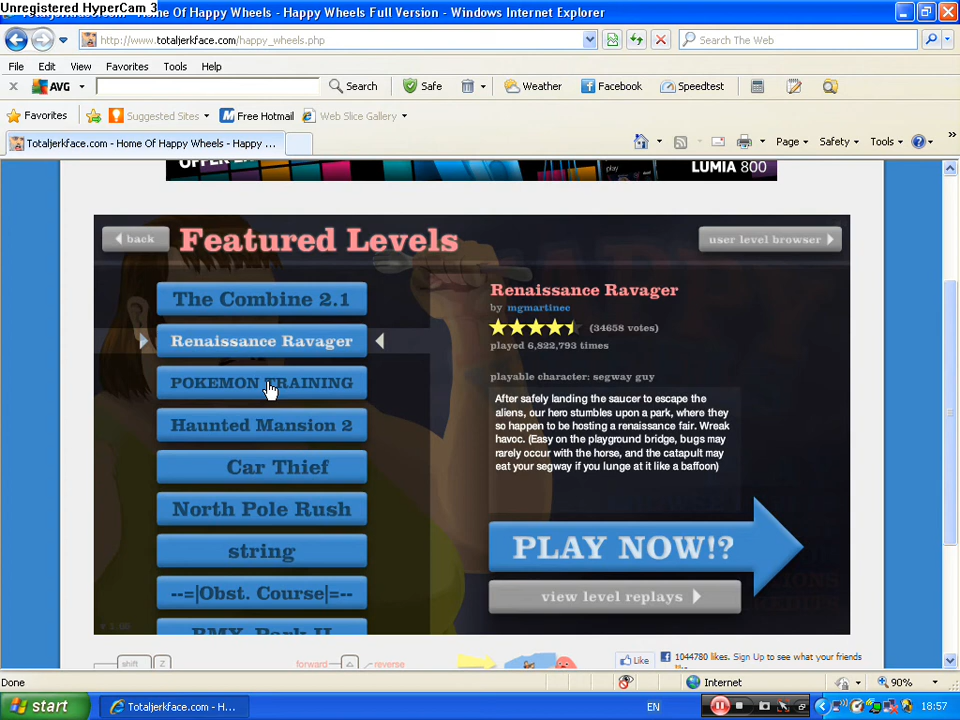 Unregistered HyperCam 3
- Home Of Happy Wheels - Happy Wheels Full Version - Windows Internet Explorer
http://www.totaljerkface.com/happy_wheels.php
Search The Web
File Edit View Favorites Tools Help
AVG Search Safe Weather Facebook Speedtest
Favorites Suggested Sites Free Hotmail Web Slice Gallery
Totaljerkface.com - Home Of Happy Wheels - Happy ...
Page Safety Tools
play LUMIA 800
back Featured Levels user level browser
The Combine 2.1
Renaissance Ravager
POKEMON TRAINING
Haunted Mansion 2
Car Thief
North Pole Rush
string
--=|Obst. Course|=--
BMX Park II
Renaissance Ravager
by mgmartinec
(34658 votes)
played 6,822,793 times
playable character: segway guy
After safely landing the saucer to escape the
aliens, our hero stumbles upon a park, where they
so happen to be hosting a renaissance fair. Wreak
havoc. (Easy on the playground bridge, bugs may
rarely occur with the horse, and the catapult may
eat your segway if you lunge at it like a baffoon)
PLAY NOW!?
view level replays
shift Z forward reverse
Like 1044780 likes. Sign Up to see what your friends
Done Internet 90%
start Totaljerkface.com - H... EN 18:57